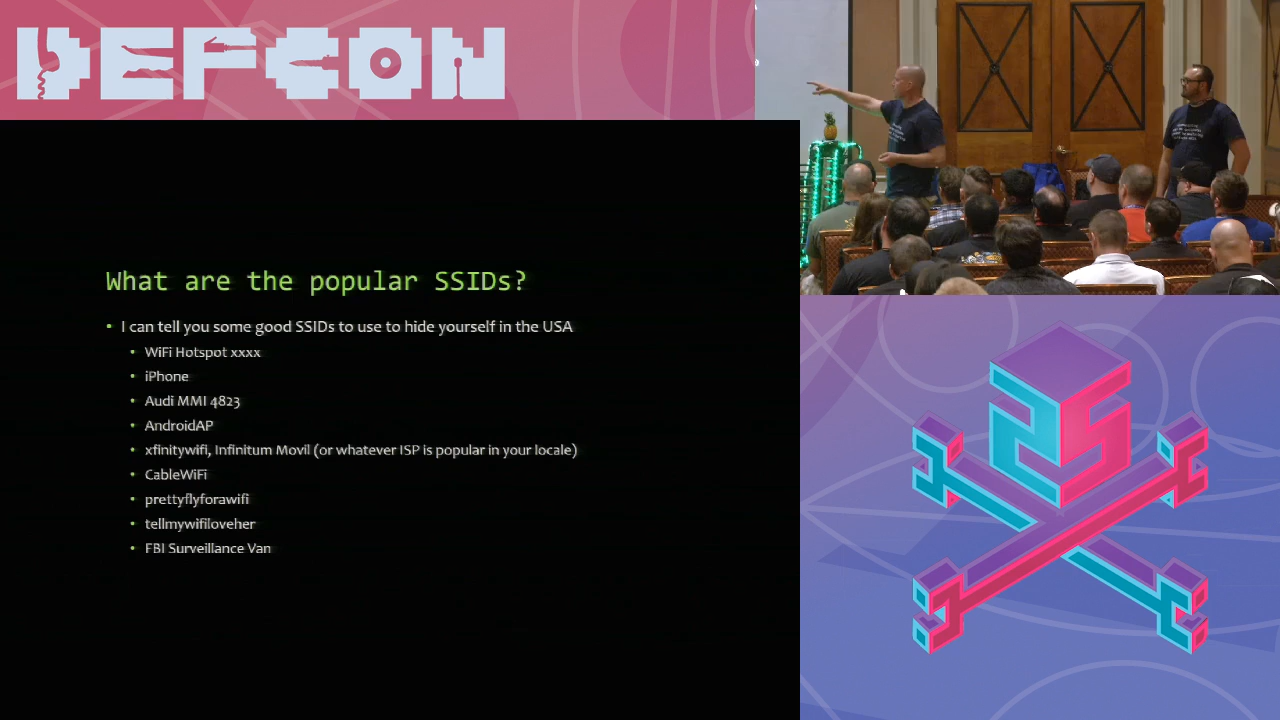 DEFCON
What are the popular SSIDs?
• I can tell you some good SSIDs to use to hide yourself in the USA
• WiFi Hotspot xxxx
• iPhone
• Audi MMI 4823
• AndroidAP
• xfinitywifi, Infinitum Movil (or whatever ISP is popular in your locale)
• CableWiFi
• prettyflyforawifi
• tellmywifiloveher
• FBI Surveillance Van
25